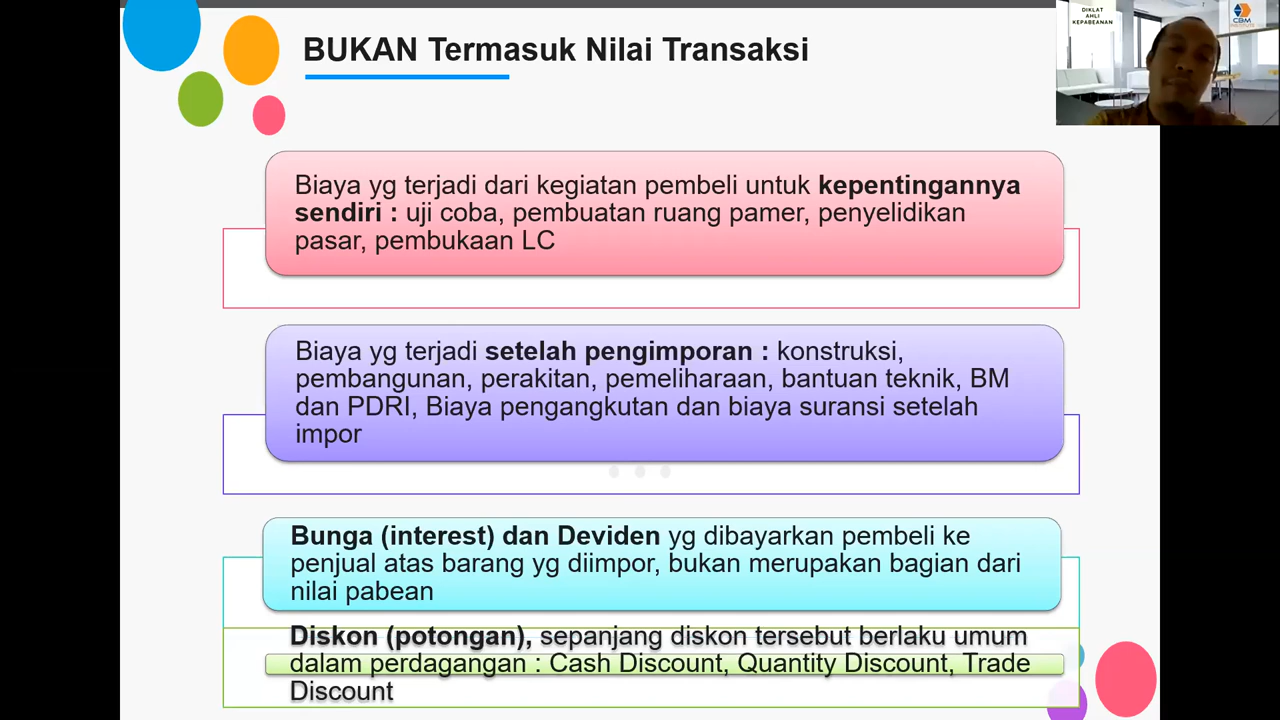 BUKAN Termasuk Nilai Transaksi
DIKLAT
AHLI
KEPABEANAN
CBM
Biaya yg terjadi dari kegiatan pembeli untuk kepentingannya
sendiri : uji coba, pembuatan ruang pamer, penyelidikan
pasar, pembukaan LC
Biaya yg terjadi setelah pengimporan : konstruksi,
pembangunan, perakitan, pemeliharaan, bantuan teknik, BM
dan PDRI, Biaya pengangkutan dan biaya suransi setelah
impor
Bunga (interest) dan Deviden yg dibayarkan pembeli ke
penjual atas barang yg diimpor, bukan merupakan bagian dari
nilai pabean
Diskon (potongan), sepanjang diskon tersebut berlaku umum
dalam perdagangan : Cash Discount, Quantity Discount, Trade
Discount